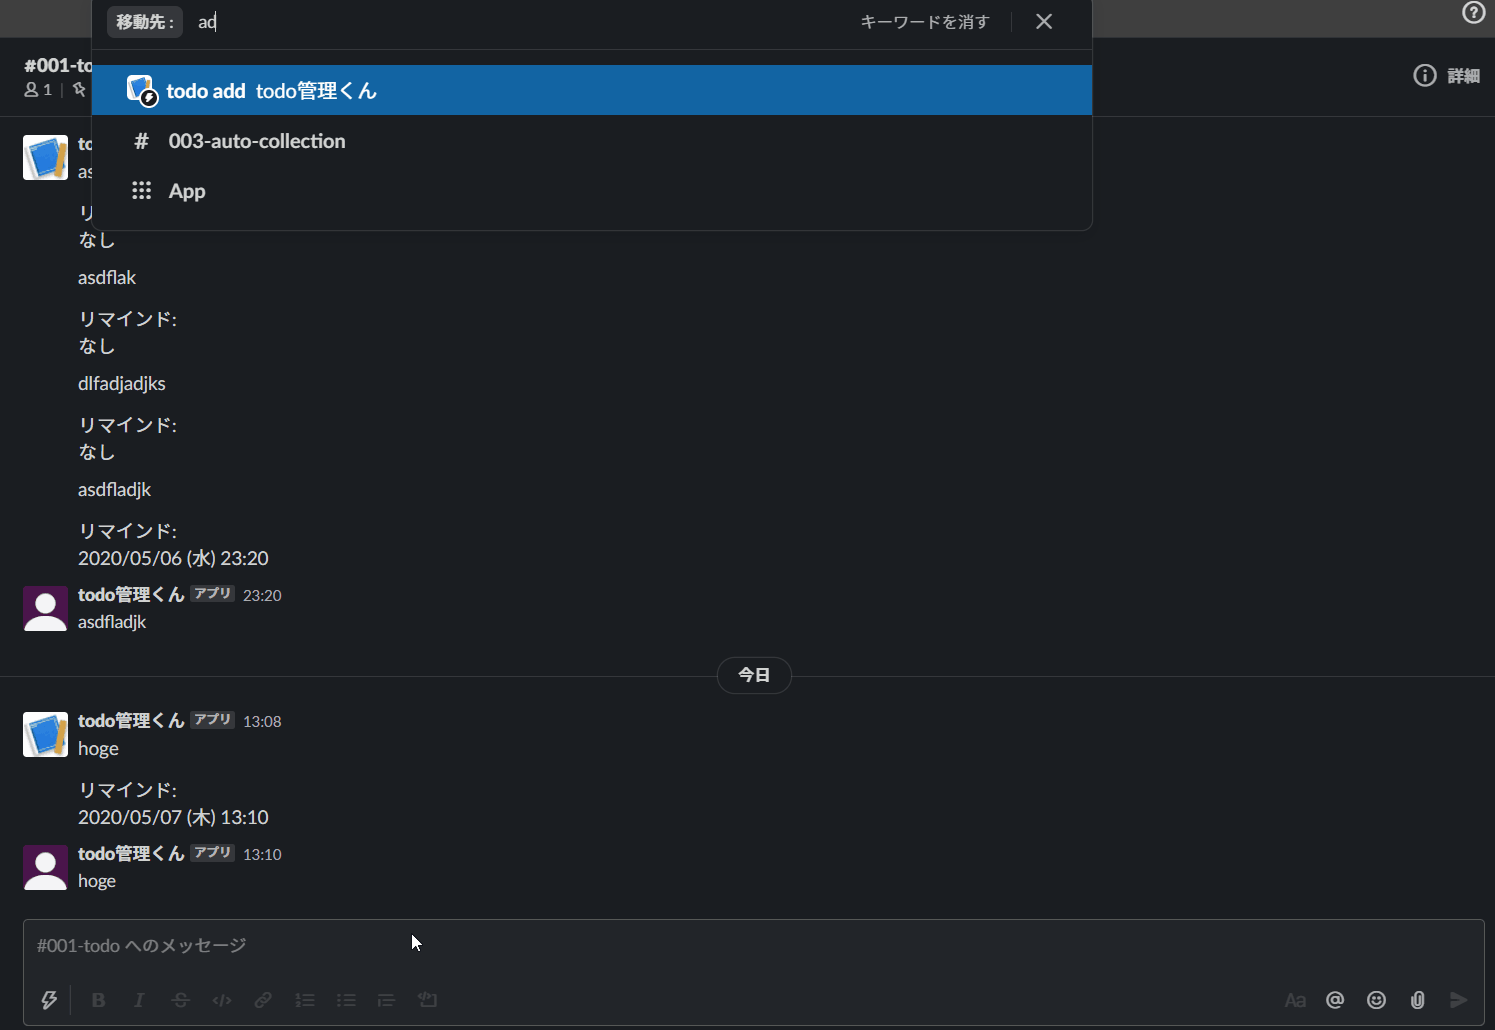 移動先 : ad
キーワードを消す
#001-to
1
詳細
todo add todo管理くん
# 003-auto-collection
App
to
as
リ
なし
asdflak
リマインド:
なし
dlfadjadjks
リマインド:
なし
asdfladjk
リマインド:
2020/05/06 (水) 23:20
todo管理くん アプリ 23:20
asdfladjk
今日
todo管理くん アプリ 13:08
hoge
リマインド:
2020/05/07 (木) 13:10
todo管理くん アプリ 13:10
hoge
#001-todo へのメッセージ
B I S </> Aa @